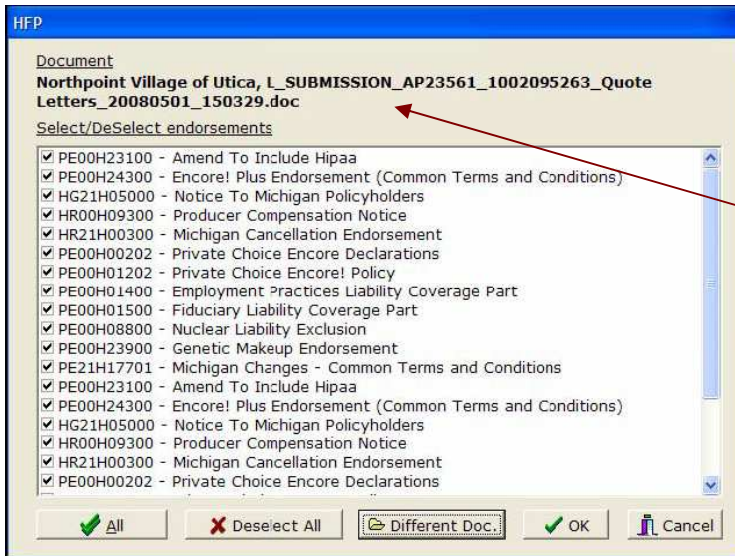 HFP
Document
Northpoint Village of Utica, L_SUBMISSION_AP23561_1002095263_Quote
Letters_20080501_150329.doc
Select/DeSelect endorsements
PE00H23100 - Amend To Include Hipaa
PE00H24300 - Encore! Plus Endorsement (Common Terms and Conditions)
HG21H05000 - Notice To Michigan Policyholders
HR00H09300 - Producer Compensation Notice
HR21H00300 - Michigan Cancellation Endorsement
PE00H00202 - Private Choice Encore Declarations
PE00H01202 - Private Choice Encore! Policy
PE00H01400 - Employment Practices Liability Coverage Part
PE00H01500 - Fiduciary Liability Coverage Part
PE00H08800 - Nuclear Liability Exclusion
PE00H23900 - Genetic Makeup Endorsement
PE21H17701 - Michigan Changes - Common Terms and Conditions
PE00H23100 - Amend To Include Hipaa
PE00H24300 - Encore! Plus Endorsement (Common Terms and Conditions)
HG21H05000 - Notice To Michigan Policyholders
HR00H09300 - Producer Compensation Notice
HR21H00300 - Michigan Cancellation Endorsement
PE00H00202 - Private Choice Encore Declarations
All Deselect All Different Doc. OK Cancel